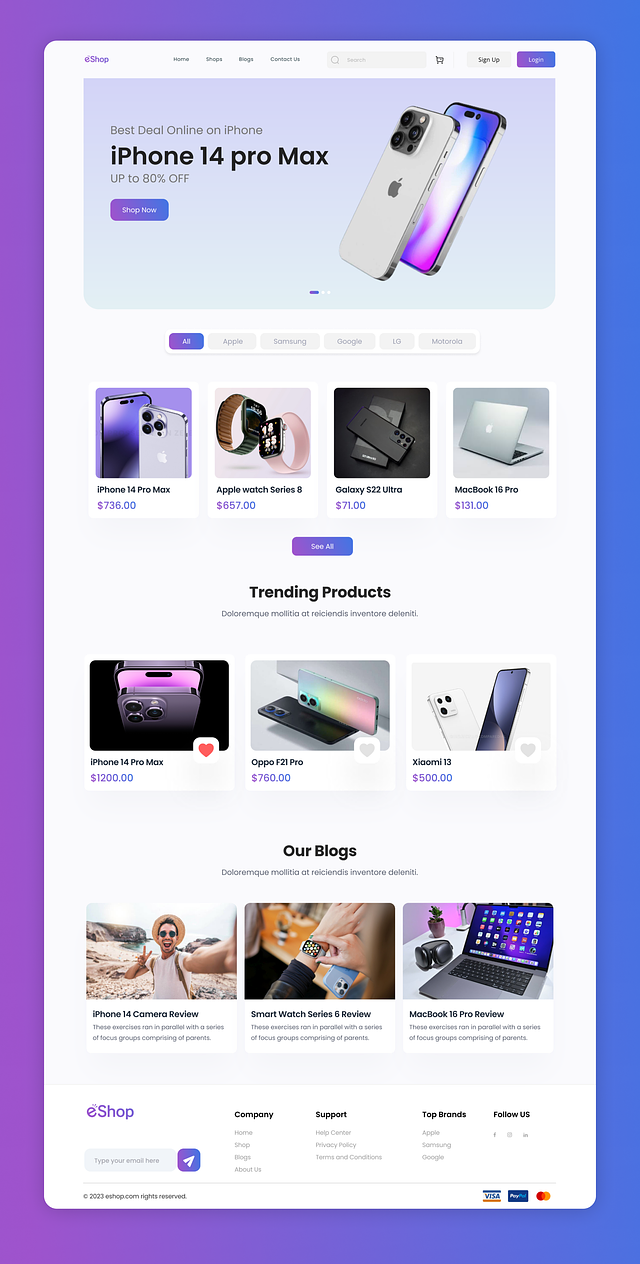 eShop
Home Shops Blogs Contact Us Search Sign Up Login
Best Deal Online on iPhone
iPhone 14 pro Max
UP to 80% OFF
Shop Now
All Apple Samsung Google LG Motorola
iPhone 14 Pro Max
$736.00
Apple watch Series 8
$657.00
Galaxy S22 Ultra
$71.00
MacBook 16 Pro
$131.00
See All
Trending Products
Doloremque mollitia at reiciendis inventore deleniti.
iPhone 14 Pro Max
$1200.00
Oppo F21 Pro
$760.00
Xiaomi 13
$500.00
Our Blogs
Doloremque mollitia at reiciendis inventore deleniti.
iPhone 14 Camera Review
These exercises ran in parallel with a series
of focus groups comprising of parents.
Smart Watch Series 6 Review
These exercises ran in parallel with a series
of focus groups comprising of parents.
MacBook 16 Pro Review
These exercises ran in parallel with a series
of focus groups comprising of parents.
eShop
Type your email here
Company
Home
Shop
Blogs
About Us
Support
Help Center
Privacy Policy
Terms and Conditions
Top Brands
Apple
Samsung
Google
Follow US
f in
© 2023 eshop.com rights reserved.
VISA PayPal